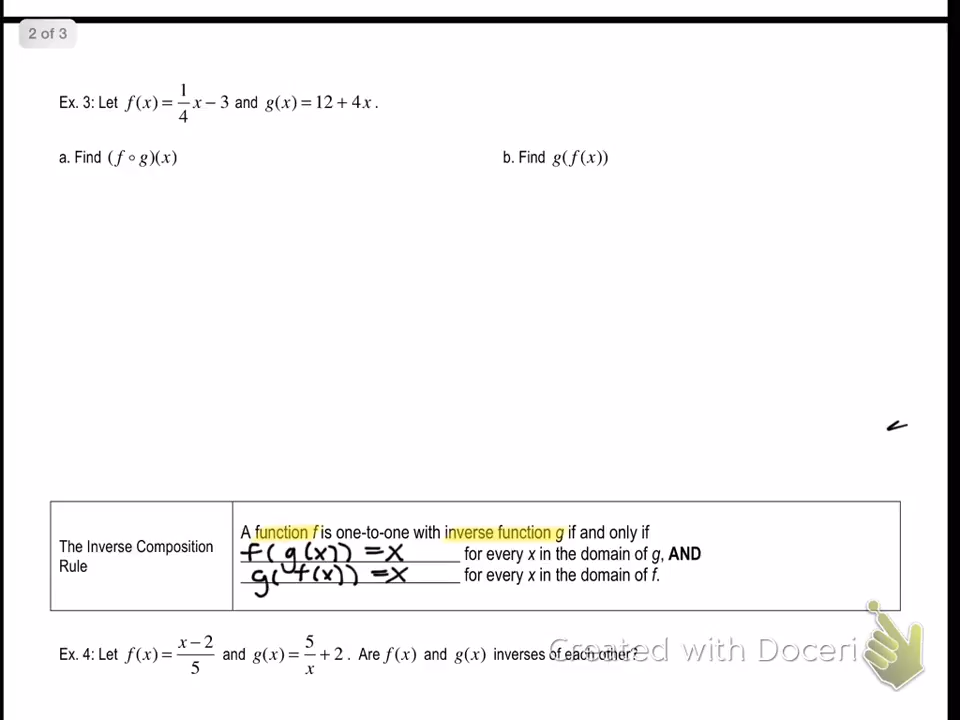 2 of 3
Ex. 3: Let f(x) = 1/4 x − 3 and g(x) = 12 + 4x.
a. Find (f ∘ g)(x)
b. Find g(f(x))
The Inverse Composition Rule
A function f is one-to-one with inverse function g if and only if
f(g(x)) = x for every x in the domain of g, AND
g(f(x)) = x for every x in the domain of f.
Ex. 4: Let f(x) = (x − 2)/5 and g(x) = 5/x + 2. Are f(x) and g(x) inverses of each other?
Created with Doceri